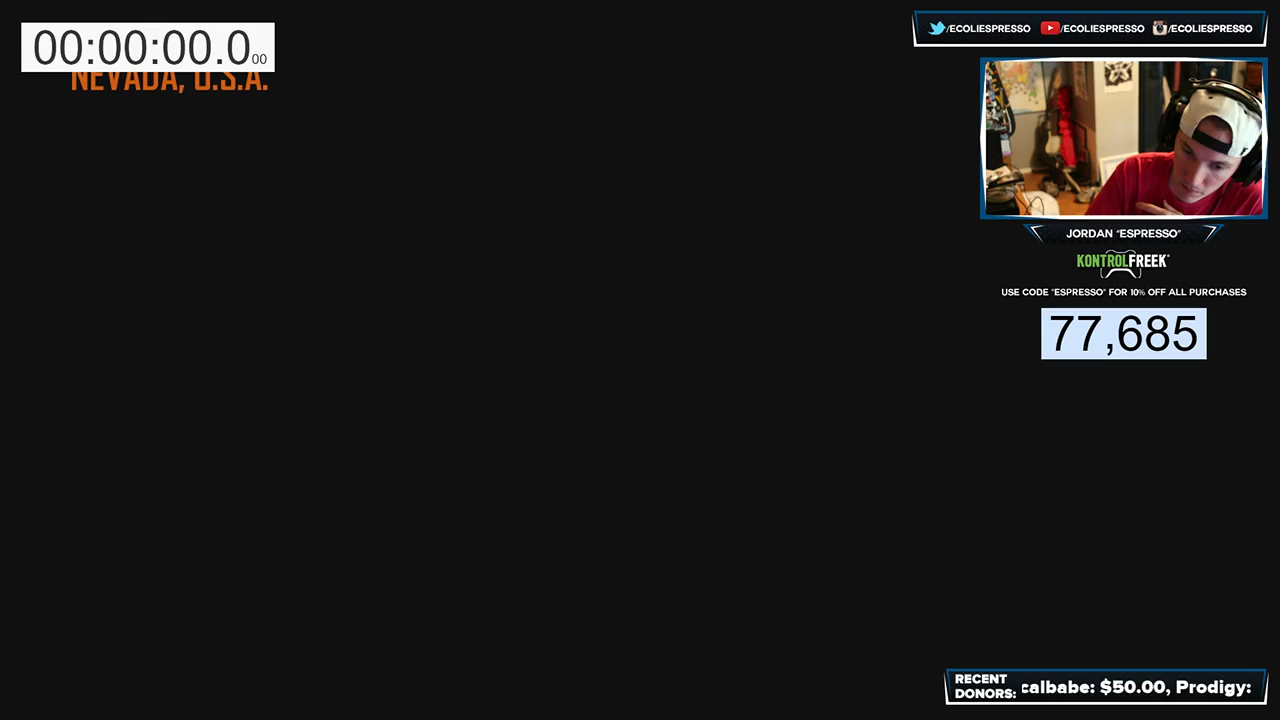 00:00:00.000
NEVADA, U.S.A.
/ECOLIESPRESSO /ECOLIESPRESSO /ECOLIESPRESSO
JORDAN "ESPRESSO"
KONTROLFREEK
USE CODE "ESPRESSO" FOR 10% OFF ALL PURCHASES
77,685
RECENT DONORS: calbabe: $50.00, Prodigy: